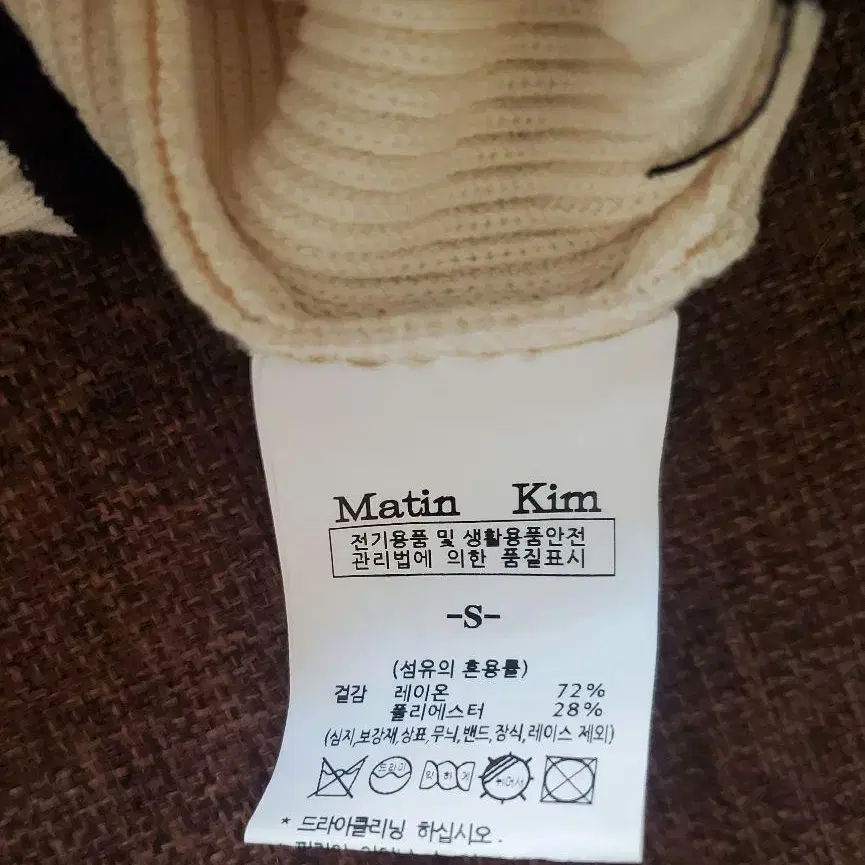 Matin Kim
전기용품 및 생활용품안전
관리법에 의한 품질표시
-S-
(섬유의 혼용률)
겉감 레이온 72%
폴리에스터 28%
(심지,보강재,상표,무늬,밴드,장식,레이스 제외)
드라이 약하게 뉘어서
* 드라이클리닝 하십시오.